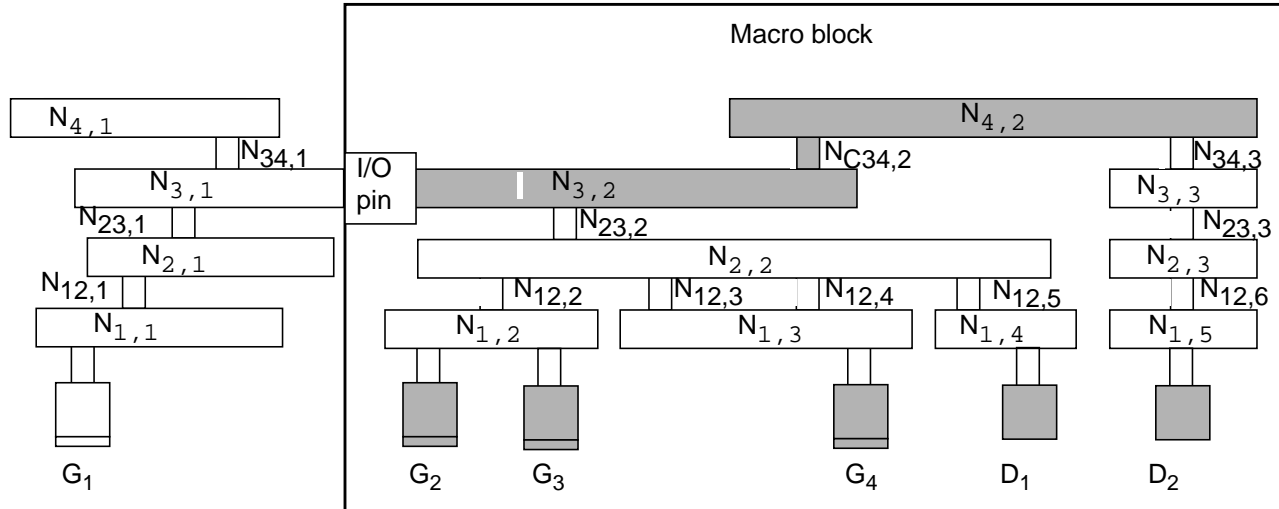 Macro block
N4,1
N4,2
N34,1
NC34,2
N34,3
I/O
pin
N3,1
N3,2
N3,3
N23,1
N23,2
N23,3
N2,1
N2,2
N2,3
N12,1
N12,2
N12,3
N12,4
N12,5
N12,6
N1,1
N1,2
N1,3
N1,4
N1,5
G1
G2
G3
G4
D1
D2